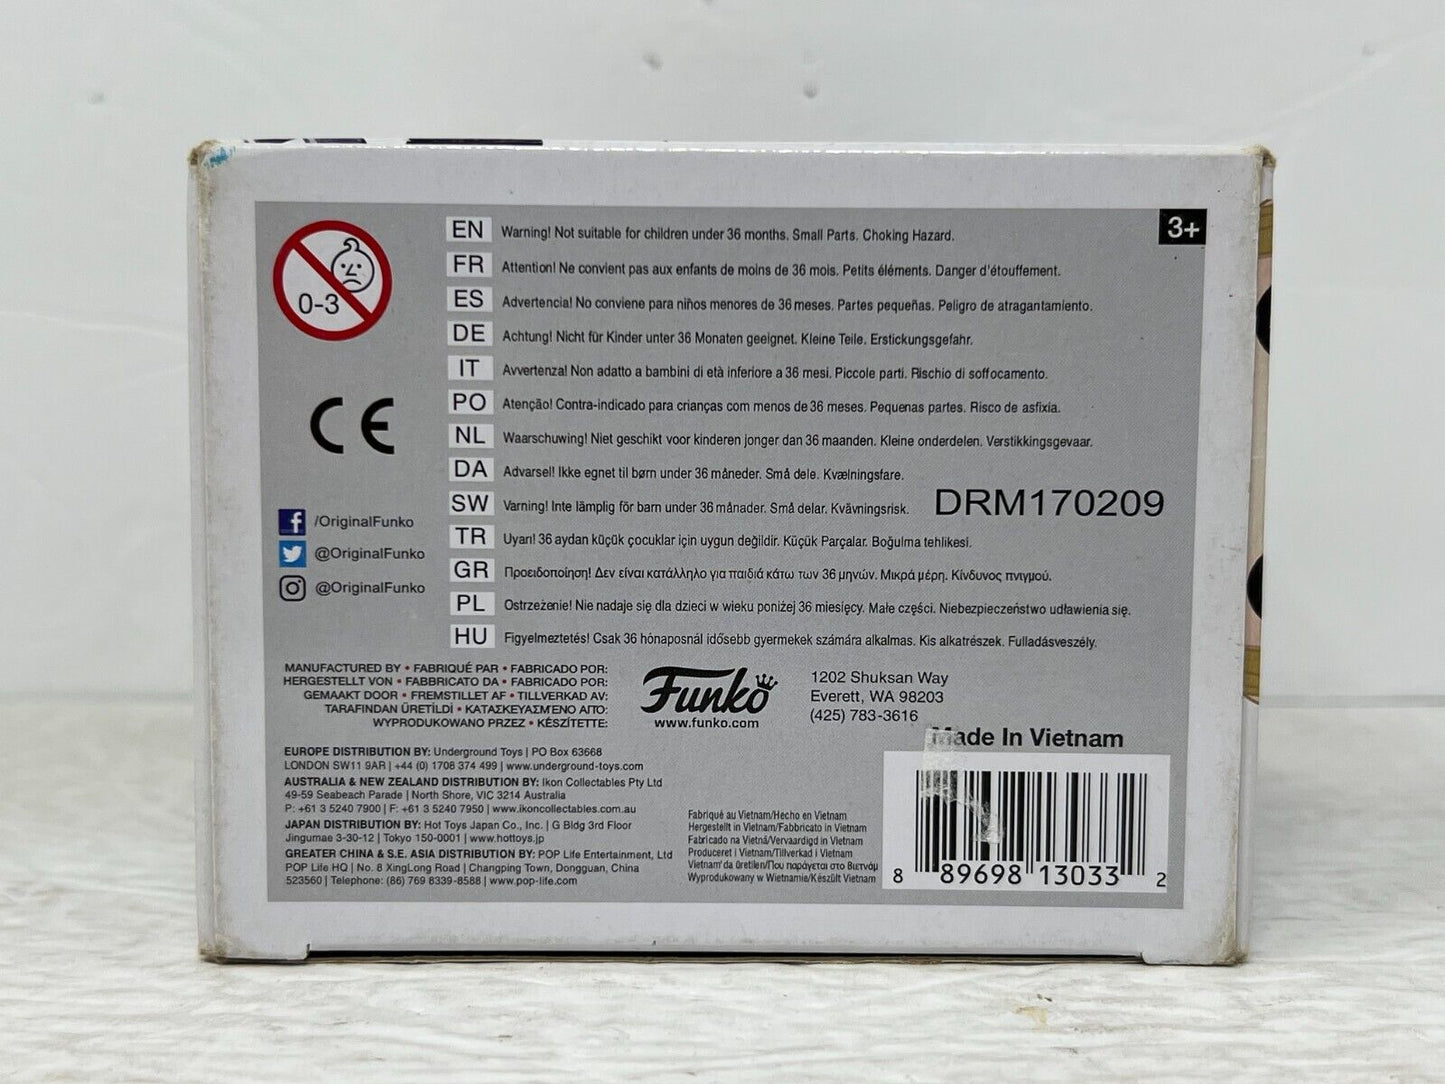 3+
0-3
EN Warning! Not suitable for children under 36 months. Small Parts. Choking Hazard.
FR Attention! Ne convient pas aux enfants de moins de 36 mois. Petits éléments. Danger d'étouffement.
ES Advertencia! No conviene para niños menores de 36 meses. Partes pequeñas. Peligro de atragantamiento.
DE Achtung! Nicht für Kinder unter 36 Monaten geeignet. Kleine Teile. Erstickungsgefahr.
IT Avvertenza! Non adatto a bambini di età inferiore a 36 mesi. Piccole parti. Rischio di soffocamento.
PO Atenção! Contra-indicado para crianças com menos de 36 meses. Pequenas partes. Risco de asfixia.
NL Waarschuwing! Niet geschikt voor kinderen jonger dan 36 maanden. Kleine onderdelen. Verstikkingsgevaar.
DA Advarsel! Ikke egnet til børn under 36 måneder. Små dele. Kvælningsfare.
SW Varning! Inte lämplig för barn under 36 månader. Små delar. Kvävningsrisk.
DRM170209
TR Uyarı! 36 aydan küçük çocuklar için uygun değildir. Küçük Parçalar. Boğulma tehlikesi.
GR Προειδοποίηση! Δεν είναι κατάλληλο για παιδιά κάτω των 36 μηνών. Μικρά μέρη. Κίνδυνος πνιγμού.
PL Ostrzeżenie! Nie nadaje się dla dzieci w wieku poniżej 36 miesięcy. Małe części. Niebezpieczeństwo udławienia się.
HU Figyelmeztetés! Csak 36 hónaposnál idősebb gyermekek számára alkalmas. Kis alkatrészek. Fulladásveszély.
CE
/OriginalFunko
@OriginalFunko
@OriginalFunko
MANUFACTURED BY • FABRIQUÉ PAR • FABRICADO POR:
HERGESTELLT VON • FABBRICATO DA • FABRICADO POR:
GEMAAKT DOOR • FREMSTILLET AF • TILLVERKAD AV:
TARAFINDAN ÜRETİLDİ • ΚΑΤΑΣΚΕΥΑΣΜΕΝΟ ΑΠΟ:
WYPRODUKOWANO PRZEZ • KÉSZÍTETTE:
Funko
www.funko.com
1202 Shuksan Way
Everett, WA 98203
(425) 783-3616
Made In Vietnam
EUROPE DISTRIBUTION BY: Underground Toys | PO Box 63668
LONDON SW11 9AR | +44 (0) 1708 374 499 | www.underground-toys.com
AUSTRALIA & NEW ZEALAND DISTRIBUTION BY: Ikon Collectables Pty Ltd
49-59 Seabeach Parade | North Shore, VIC 3214 Australia
P: +61 3 5240 7900 | F: +61 3 5240 7950 | www.ikoncollectables.com.au
JAPAN DISTRIBUTION BY: Hot Toys Japan Co., Inc. | G Bldg 3rd Floor
Jingumae 3-30-12 | Tokyo 150-0001 | www.hottoys.jp
GREATER CHINA & S.E. ASIA DISTRIBUTION BY: POP Life Entertainment, Ltd
POP Life HQ | No. 8 XingLong Road | Changping Town, Dongguan, China
523560 | Telephone: (86) 769 8339-8588 | www.pop-life.com
Fabriqué au Vietnam/Hecho en Vietnam
Hergestellt in Vietnam/Fabbricato in Vietnam
Fabricado na Vietnã/Vervaardigd in Vietnam
Produceret i Vietnam/Tillverkad i Vietnam
Vietnam'da üretilen/Που παράγεται στο Βιετνάμ
Wyprodukowany w Wietnamie/Készült Vietnam
8 89698 13033 2